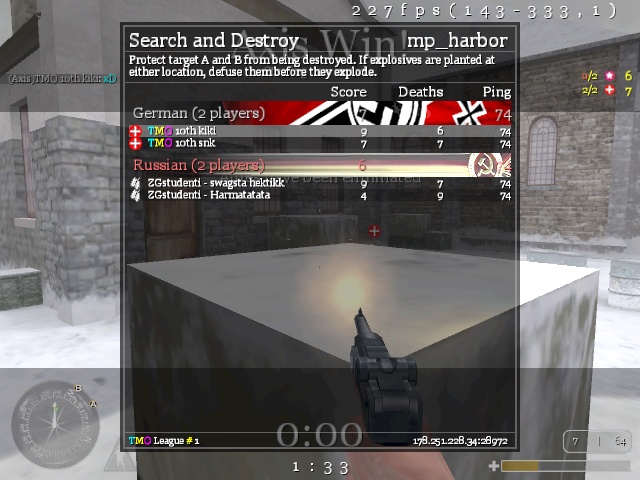 227fps(143-333,1)
Axis Win!
Search and Destroy mp_harbor
Protect target A and B from being destroyed. If explosives are planted at
either location, defuse them before they explode.
(Axis)TMO 10th kiki: xD
0/2 6
2/2 7
Score Deaths Ping
German (2 players) 74
TMO 10th kiki 9 6 74
TMO 10th snk 7 7 74
Russian (2 players) 6
ZGstudenti - swagsta hektikk 9 7 74
ZGstudenti - Harmatatata 4 9 74
B
A
0:00
TMO League #1 178.251.228.34:28972
7 | 64
1:33